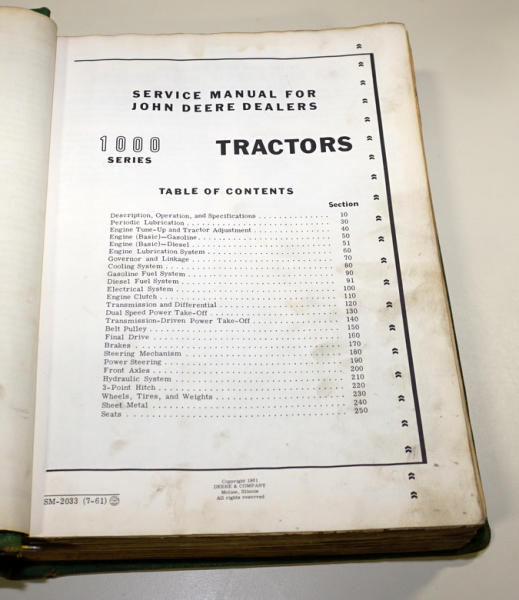 SERVICE MANUAL FOR
JOHN DEERE DEALERS
1000 TRACTORS
SERIES
TABLE OF CONTENTS
Section
Description, Operation, and Specifications . . . . . . . . . . . . 10
Periodic Lubrication . . . . . . . . . . . . 30
Engine Tune-Up and Tractor Adjustment . . . . . . . . . . . . 40
Engine (Basic)—Gasoline . . . . . . . . . . . . 50
Engine (Basic)—Diesel . . . . . . . . . . . . 51
Engine Lubrication System . . . . . . . . . . . . 60
Governor and Linkage . . . . . . . . . . . . 70
Cooling System . . . . . . . . . . . . 80
Gasoline Fuel System . . . . . . . . . . . . 90
Diesel Fuel System . . . . . . . . . . . . 91
Electrical System . . . . . . . . . . . . 100
Engine Clutch . . . . . . . . . . . . 110
Transmission and Differential . . . . . . . . . . . . 120
Dual Speed Power Take-Off . . . . . . . . . . . . 130
Transmission-Driven Power Take-Off . . . . . . . . . . . . 140
Belt Pulley . . . . . . . . . . . . 150
Final Drive . . . . . . . . . . . . 160
Brakes . . . . . . . . . . . . 170
Steering Mechanism . . . . . . . . . . . . 180
Power Steering . . . . . . . . . . . . 190
Front Axles . . . . . . . . . . . . 200
Hydraulic System . . . . . . . . . . . . 210
3-Point Hitch . . . . . . . . . . . . 220
Wheels, Tires, and Weights . . . . . . . . . . . . 230
Sheet Metal . . . . . . . . . . . . 240
Seats . . . . . . . . . . . . 250
Copyright 1961
DEERE & COMPANY
Moline, Illinois
All rights reserved
SM-2033 (7-61)